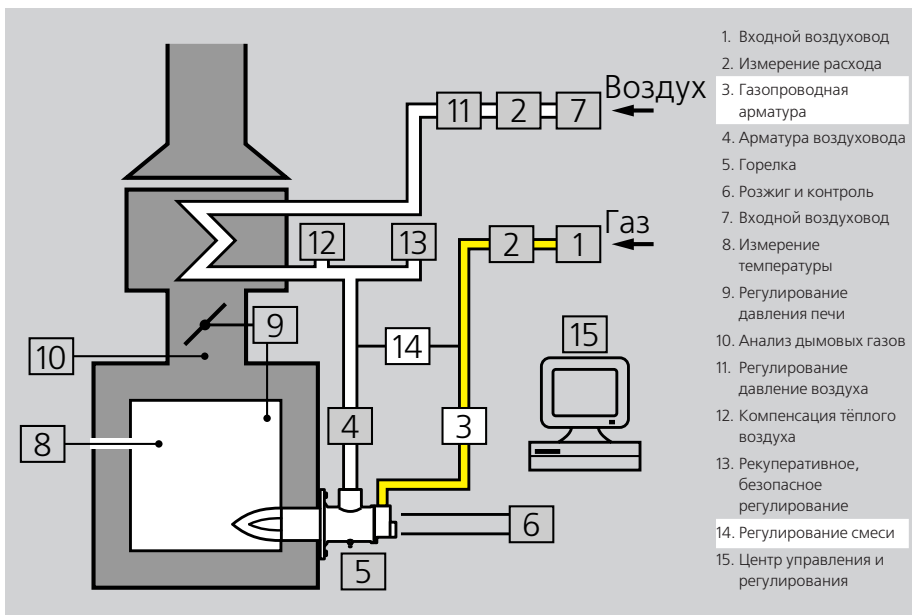 Воздух
11
2
7
Газ
12
13
2
1
9
15
10
14
4
3
8
6
5
1. Входной воздуховод
2. Измерение расхода
3. Газопроводная
арматура
4. Арматура воздуховода
5. Горелка
6. Розжиг и контроль
7. Входной воздуховод
8. Измерение
температуры
9. Регулирование
давления печи
10. Анализ дымовых газов
11. Регулирование
давление воздуха
12. Компенсация тёплого
воздуха
13. Рекуперативное,
безопасное
регулирование
14. Регулирование смеси
15. Центр управления и
регулирования